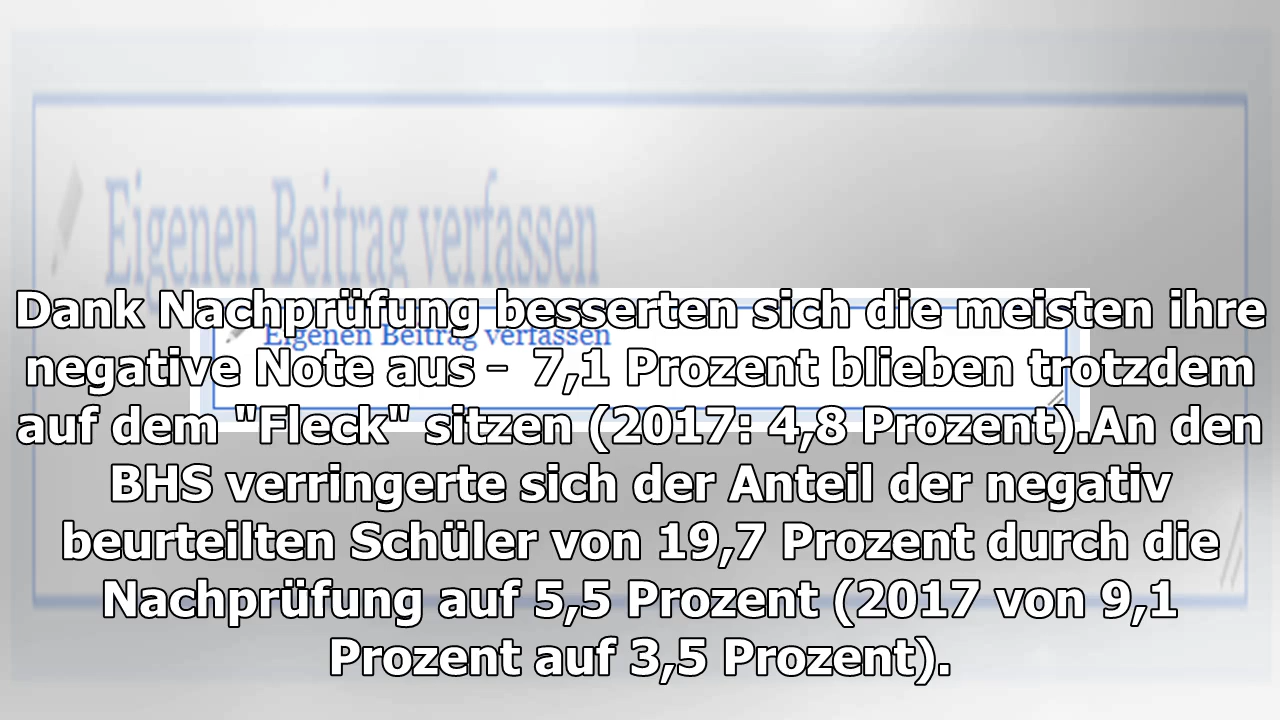 Eigenen Beitrag verfassen
Dank Nachprüfung besserten sich die meisten ihre
Eigenen Beitrag verfassen
negative Note aus - 7,1 Prozent blieben trotzdem
auf dem "Fleck" sitzen (2017: 4,8 Prozent).An den
BHS verringerte sich der Anteil der negativ
beurteilten Schüler von 19,7 Prozent durch die
Nachprüfung auf 5,5 Prozent (2017 von 9,1
Prozent auf 3,5 Prozent).